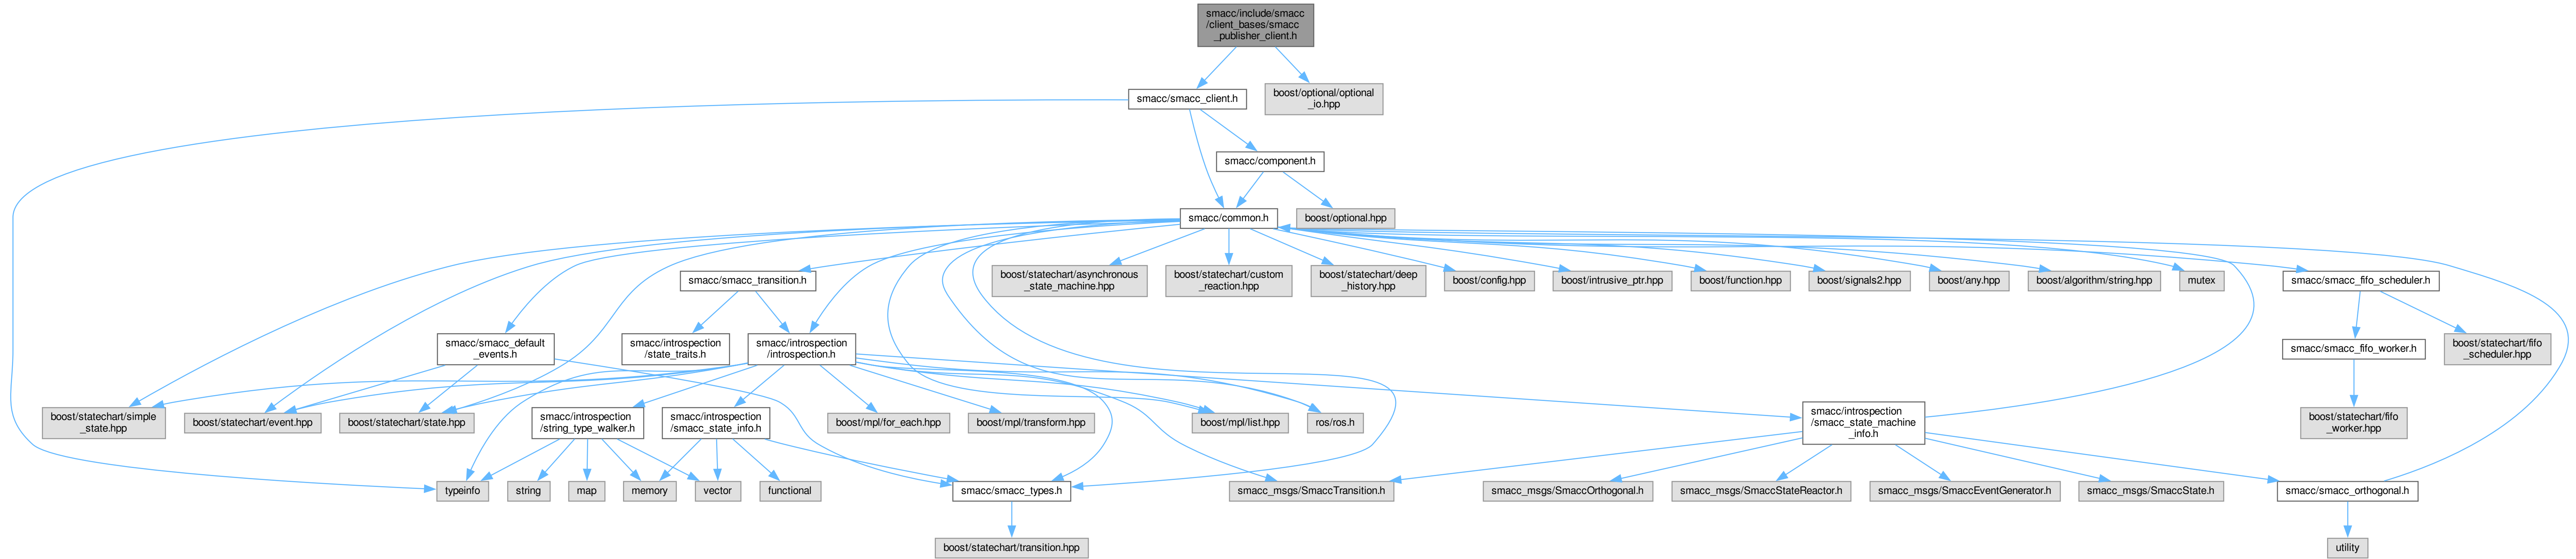 smacc/include/smacc
/client_bases/smacc
_publisher_client.h
smacc/smacc_client.h
boost/optional/optional
_io.hpp
smacc/component.h
smacc/common.h
boost/optional.hpp
smacc/smacc_transition.h
boost/statechart/asynchronous
_state_machine.hpp
boost/statechart/custom
_reaction.hpp
boost/statechart/deep
_history.hpp
boost/config.hpp
boost/intrusive_ptr.hpp
boost/function.hpp
boost/signals2.hpp
boost/any.hpp
boost/algorithm/string.hpp
mutex
smacc/smacc_fifo_scheduler.h
smacc/smacc_default
_events.h
smacc/introspection
/state_traits.h
smacc/introspection
/introspection.h
smacc/smacc_fifo_worker.h
boost/statechart/fifo
_scheduler.hpp
boost/statechart/simple
_state.hpp
boost/statechart/event.hpp
boost/statechart/state.hpp
smacc/introspection
/string_type_walker.h
smacc/introspection
/smacc_state_info.h
boost/mpl/for_each.hpp
boost/mpl/transform.hpp
boost/mpl/list.hpp
ros/ros.h
smacc/introspection
/smacc_state_machine
_info.h
boost/statechart/fifo
_worker.hpp
typeinfo
string
map
memory
vector
functional
smacc/smacc_types.h
smacc_msgs/SmaccTransition.h
smacc_msgs/SmaccOrthogonal.h
smacc_msgs/SmaccStateReactor.h
smacc_msgs/SmaccEventGenerator.h
smacc_msgs/SmaccState.h
smacc/smacc_orthogonal.h
boost/statechart/transition.hpp
utility